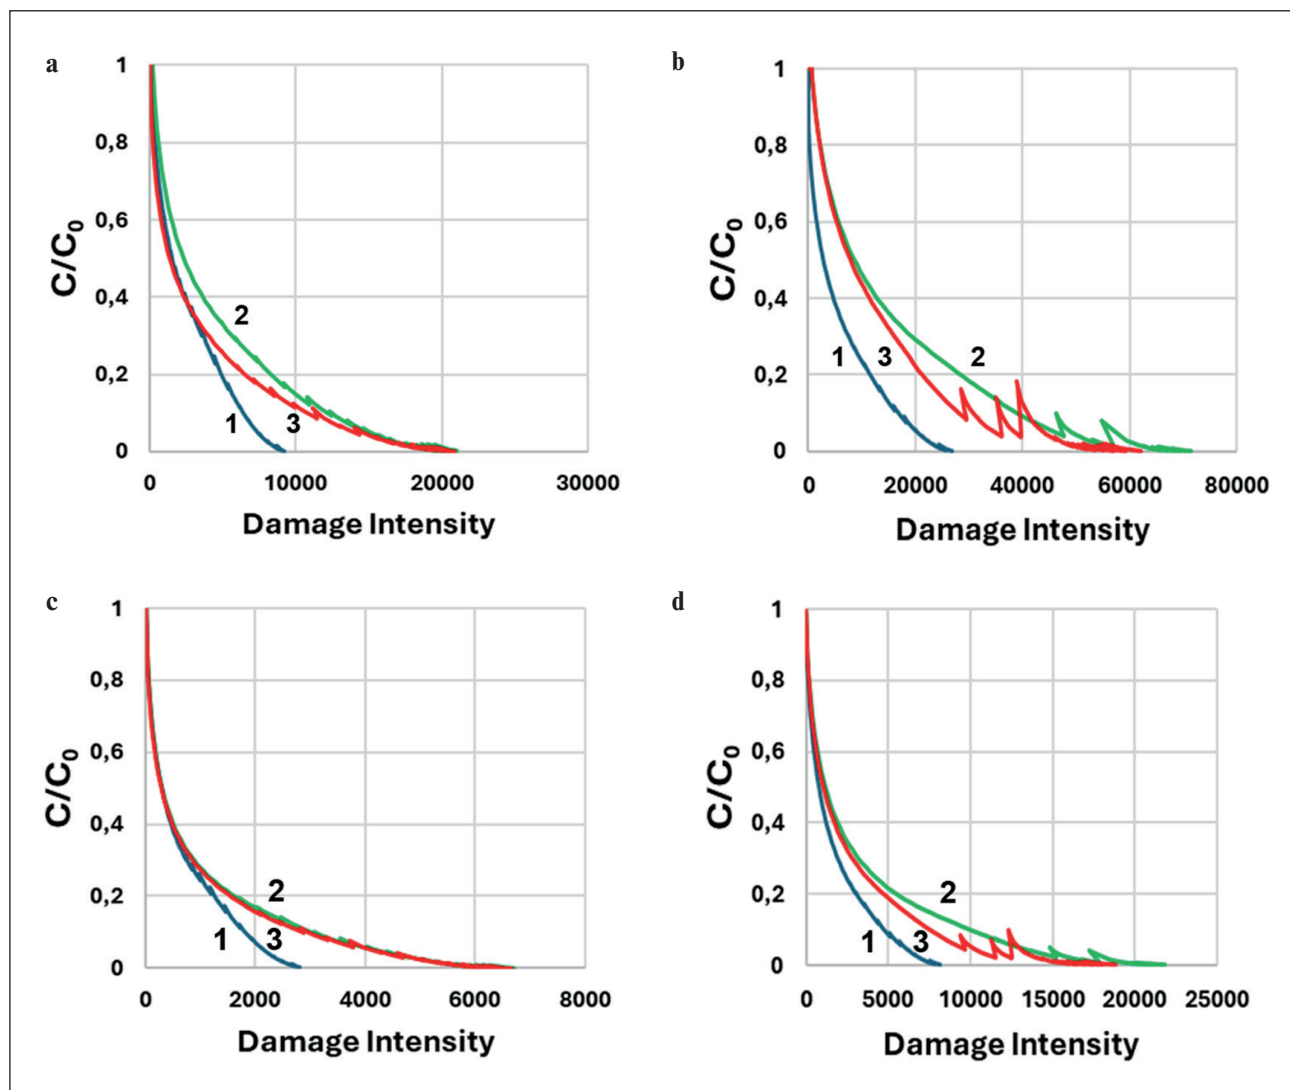 a
1
0,8
0,6
0,4
0,2
0
C/C0
2
1
3
0 10000 20000 30000
Damage Intensity
b
1
0,8
0,6
0,4
0,2
0
C/C0
1 3 2
0 20000 40000 60000 80000
Damage Intensity
c
1
0,8
0,6
0,4
0,2
0
C/C0
2
1 3
0 2000 4000 6000 8000
Damage Intensity
d
1
0,8
0,6
0,4
0,2
0
C/C0
2
1 3
0 5000 10000 15000 20000 25000
Damage Intensity